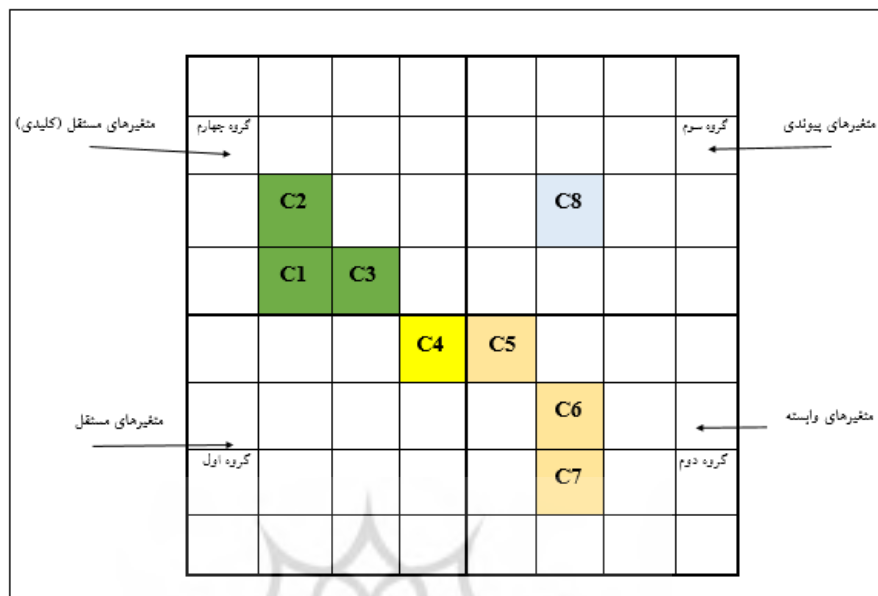 متغیرهای مستقل (کلیدی)
گروه چهارم
گروه سوم
متغیرهای پیوندی
C2
C8
C1
C3
C4
C5
C6
متغیرهای وابسته
متغیرهای مستقل
گروه اول
C7
گروه دوم